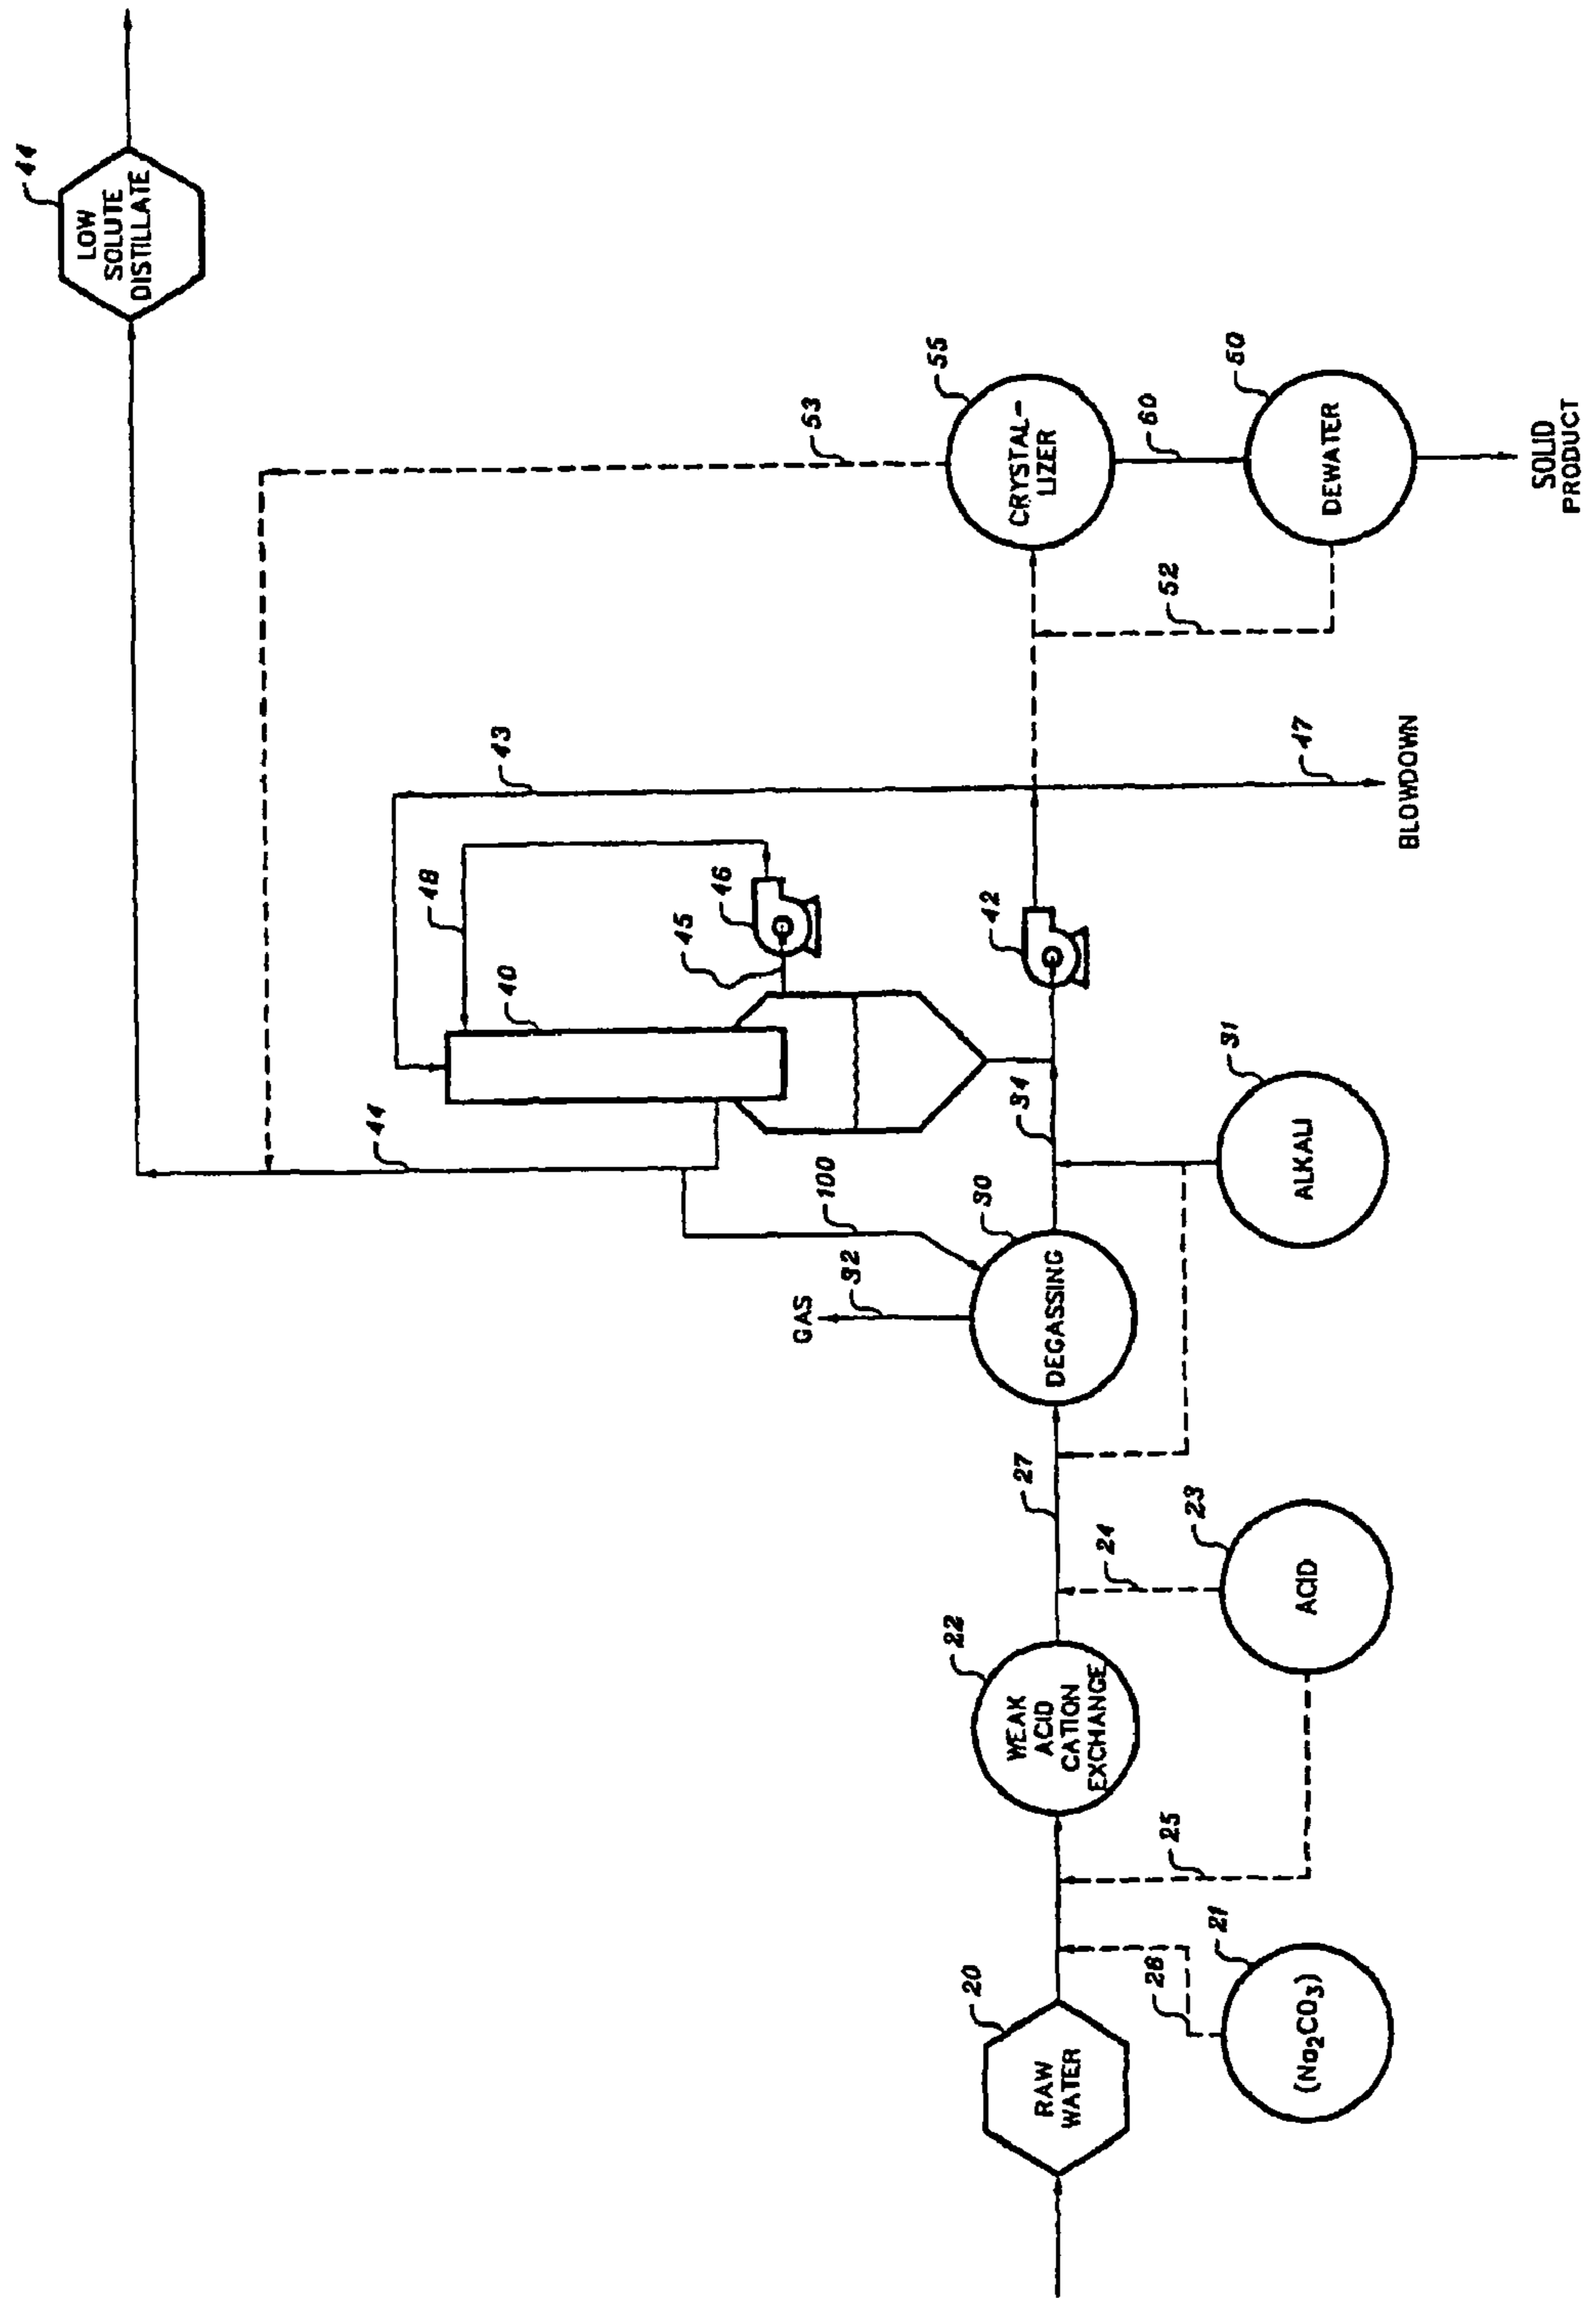 44
LOW
SOLUTE
DISTILLATE
53
43
48
44
40
45
46
100
GAS
32
20
RAW
WATER
22
WEAK
ACID
CATION
EXCHANGE
27
30
DEGASSING
34
42
55
CRYSTAL-
LIZER
26
21
(Na₂CO₃)
25
24
23
ACID
31
ALKALI
47
BLOWDOWN
52
60
60
DEWATER
SOLID
PRODUCT